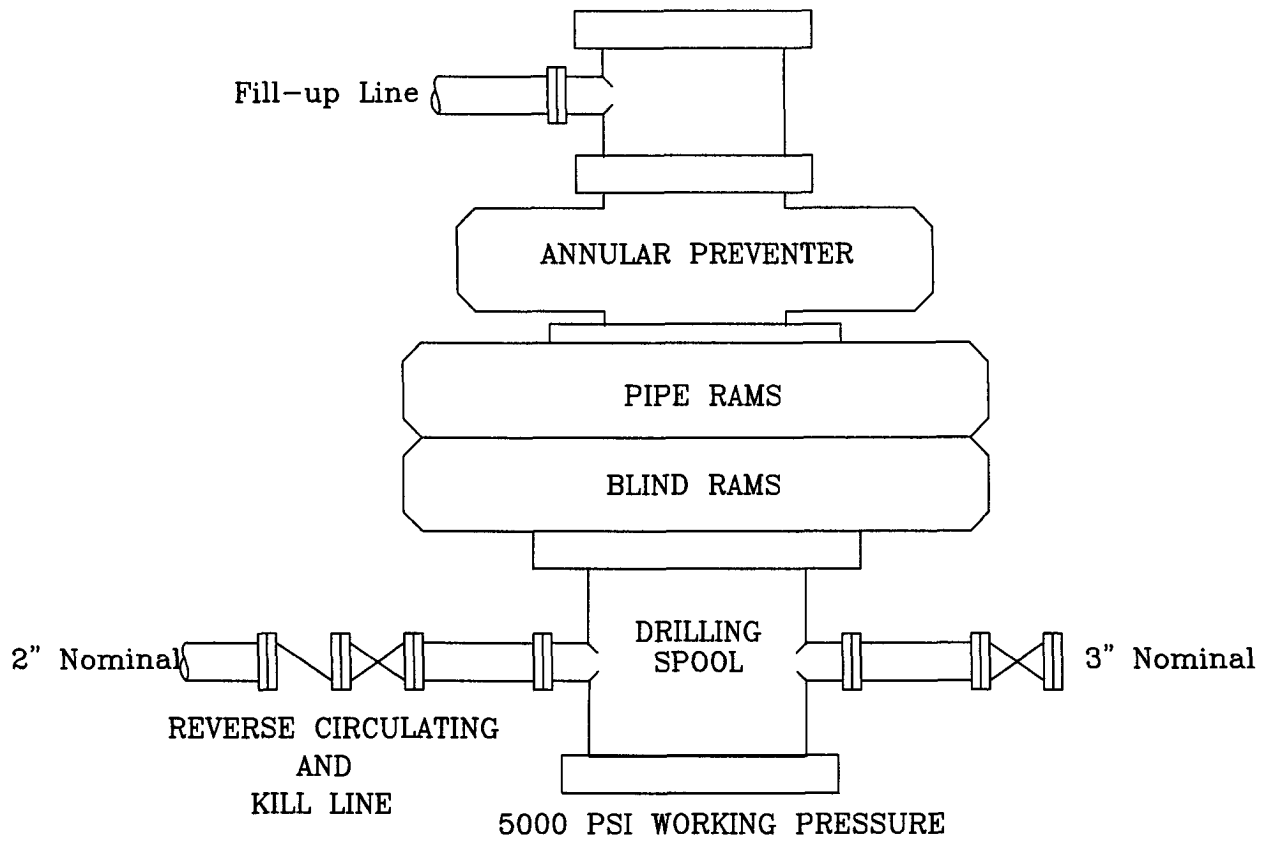 Fill-up Line
ANNULAR PREVENTER
PIPE RAMS
BLIND RAMS
DRILLING
SPOOL
2" Nominal
3" Nominal
REVERSE CIRCULATING
AND
KILL LINE
5000 PSI WORKING PRESSURE